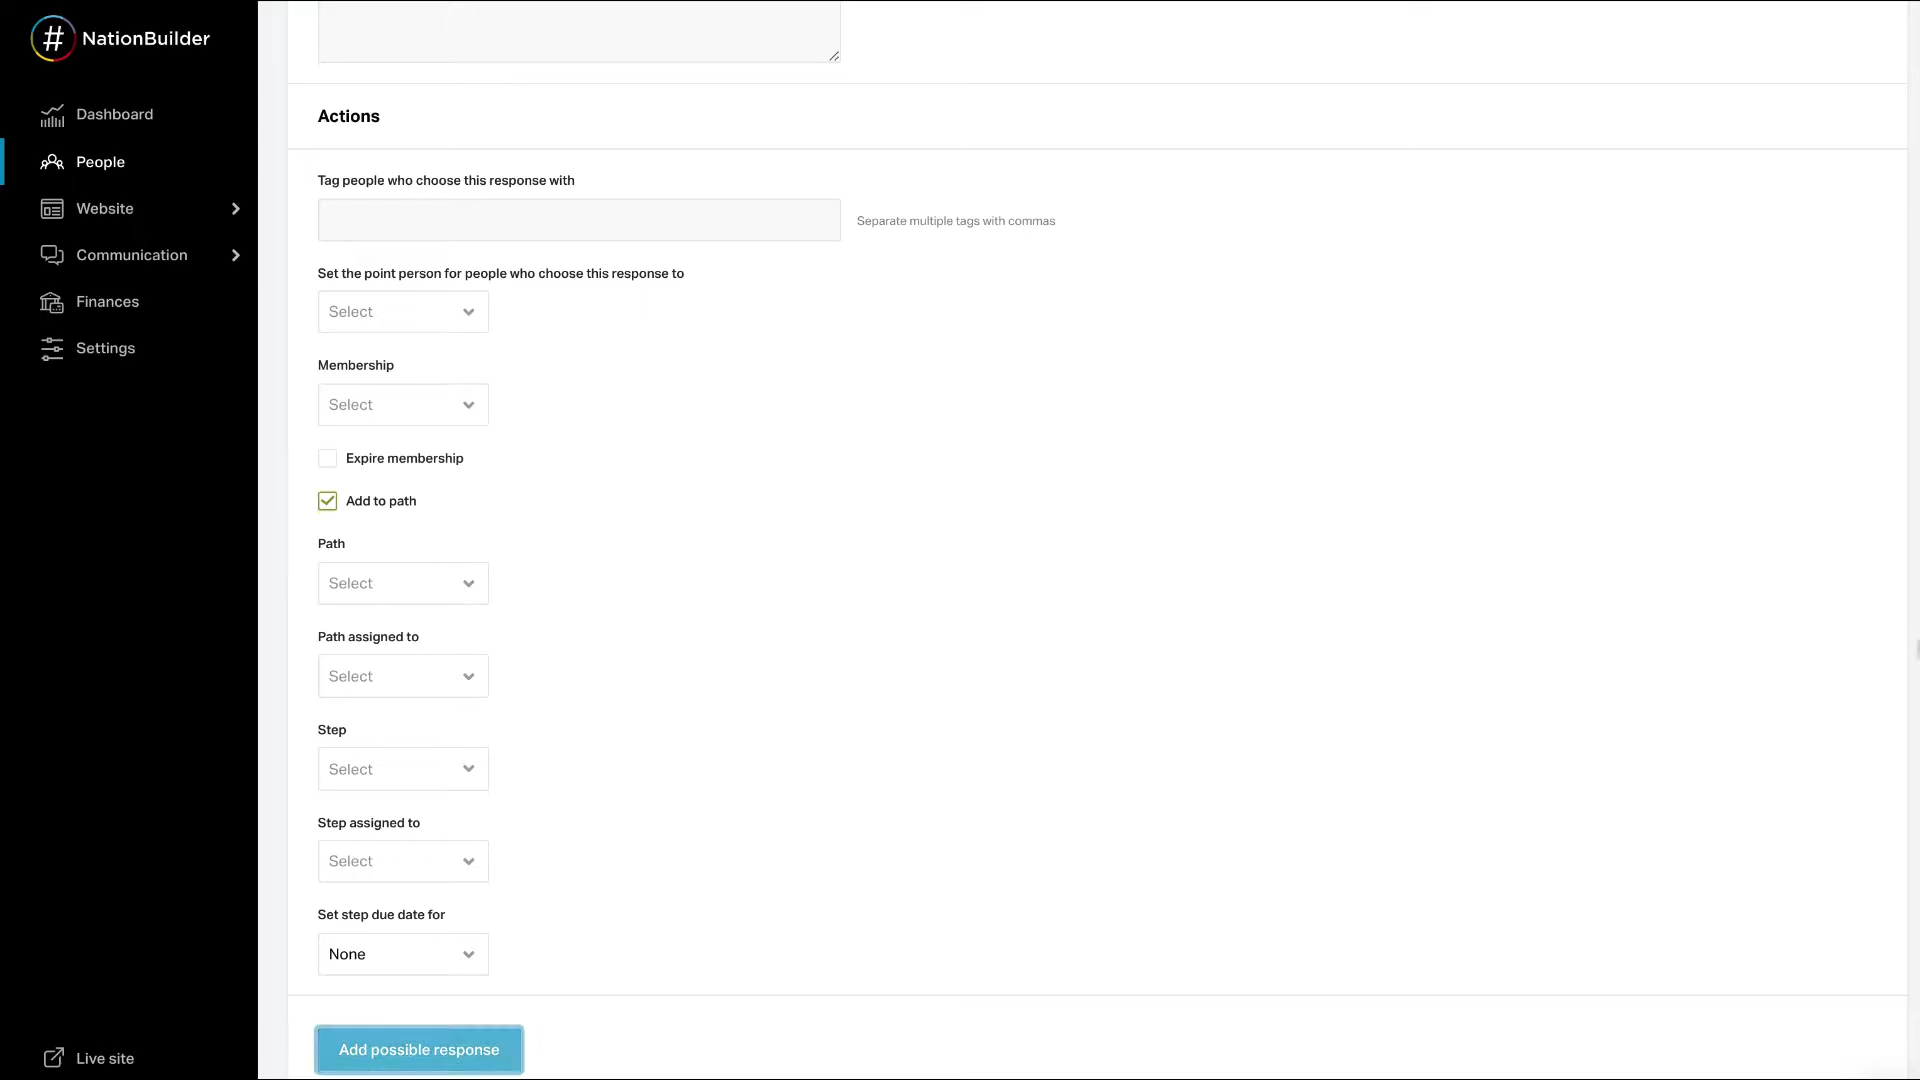 NationBuilder
Dashboard
People
Website
Communication
Finances
Settings
Live site
Actions
Tag people who choose this response with
Separate multiple tags with commas
Set the point person for people who choose this response to
Select
Membership
Select
Expire membership
Add to path
Path
Select
Path assigned to
Select
Step
Select
Step assigned to
Select
Set step due date for
None
Add possible response